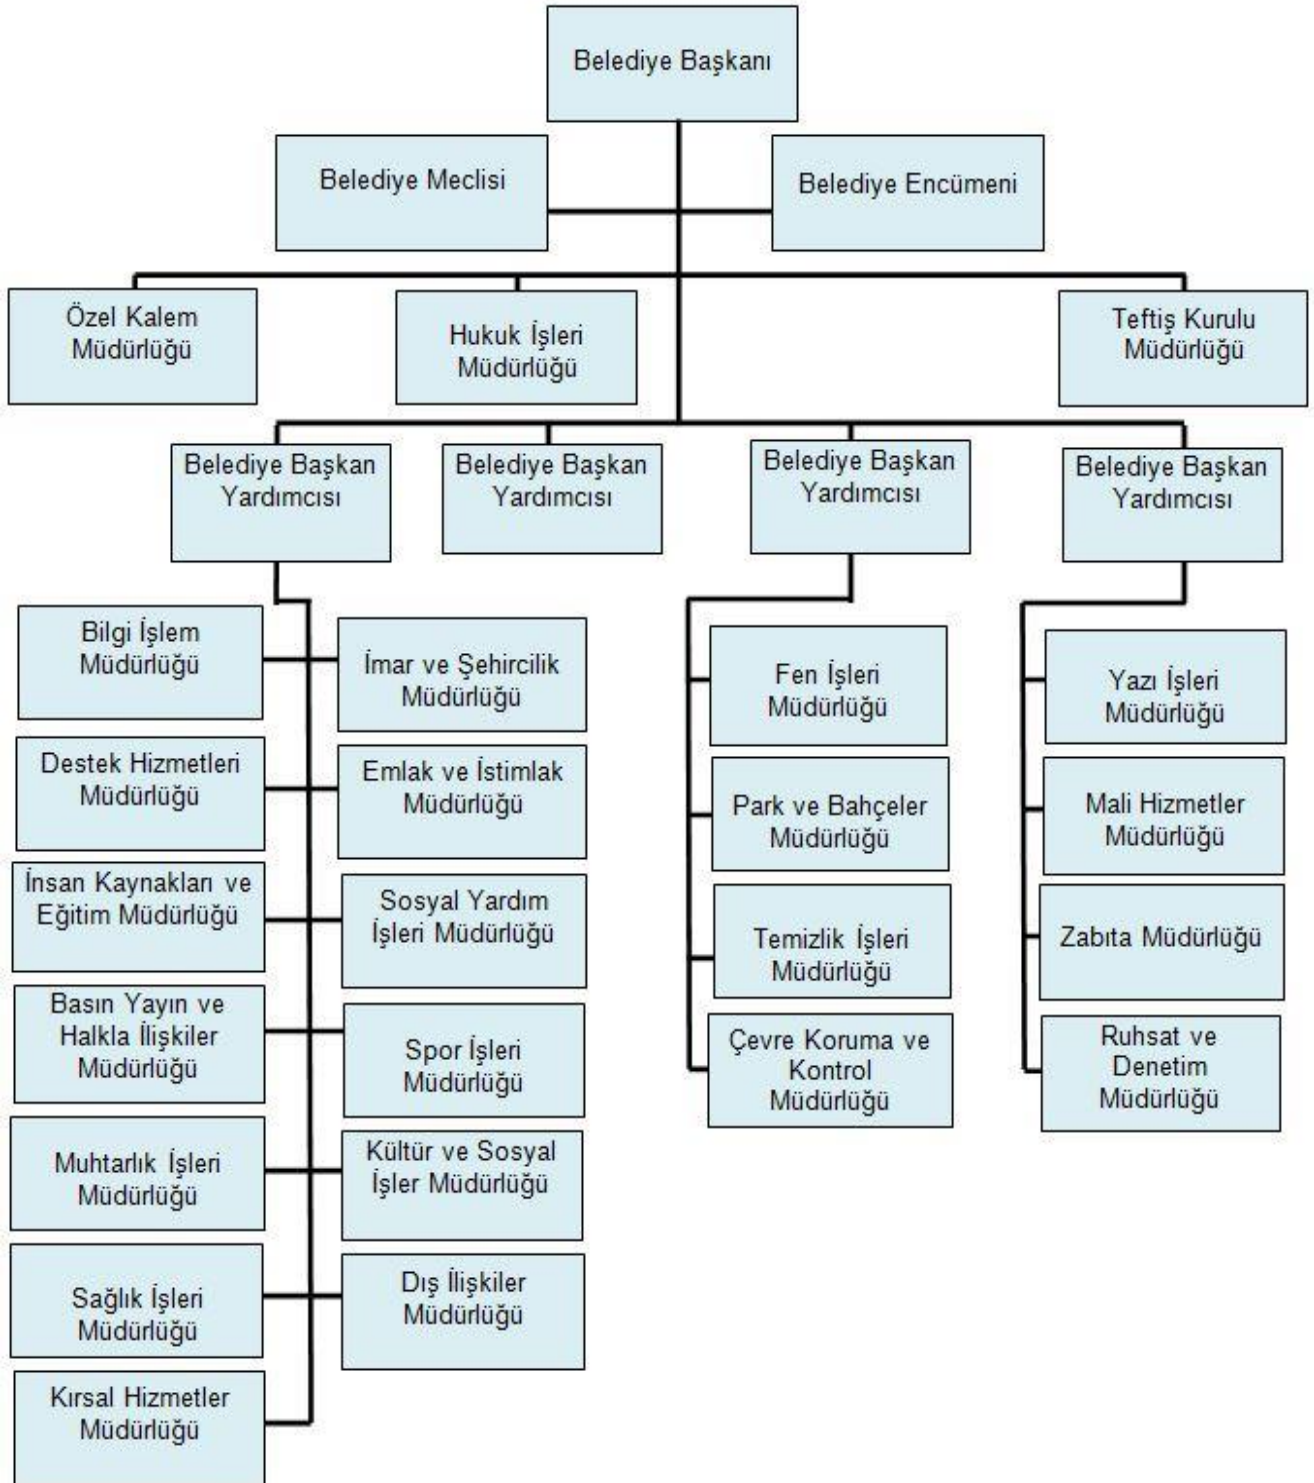 Belediye Başkanı
Belediye Meclisi
Belediye Encümeni
Özel Kalem
Müdürlüğü
Hukuk İşleri
Müdürlüğü
Teftiş Kurulu
Müdürlüğü
Belediye Başkan
Yardımcısı
Belediye Başkan
Yardımcısı
Belediye Başkan
Yardımcısı
Belediye Başkan
Yardımcısı
Bilgi İşlem
Müdürlüğü
İmar ve Şehircilik
Müdürlüğü
Destek Hizmetleri
Müdürlüğü
Emlak ve İstimlak
Müdürlüğü
İnsan Kaynakları ve
Eğitim Müdürlüğü
Sosyal Yardım
İşleri Müdürlüğü
Basın Yayın ve
Halkla İlişkiler
Müdürlüğü
Spor İşleri
Müdürlüğü
Muhtarlık İşleri
Müdürlüğü
Kültür ve Sosyal
İşler Müdürlüğü
Sağlık İşleri
Müdürlüğü
Dış İlişkiler
Müdürlüğü
Kırsal Hizmetler
Müdürlüğü
Fen İşleri
Müdürlüğü
Park ve Bahçeler
Müdürlüğü
Temizlik İşleri
Müdürlüğü
Çevre Koruma ve
Kontrol
Müdürlüğü
Yazı İşleri
Müdürlüğü
Mali Hizmetler
Müdürlüğü
Zabıta Müdürlüğü
Ruhsat ve
Denetim
Müdürlüğü